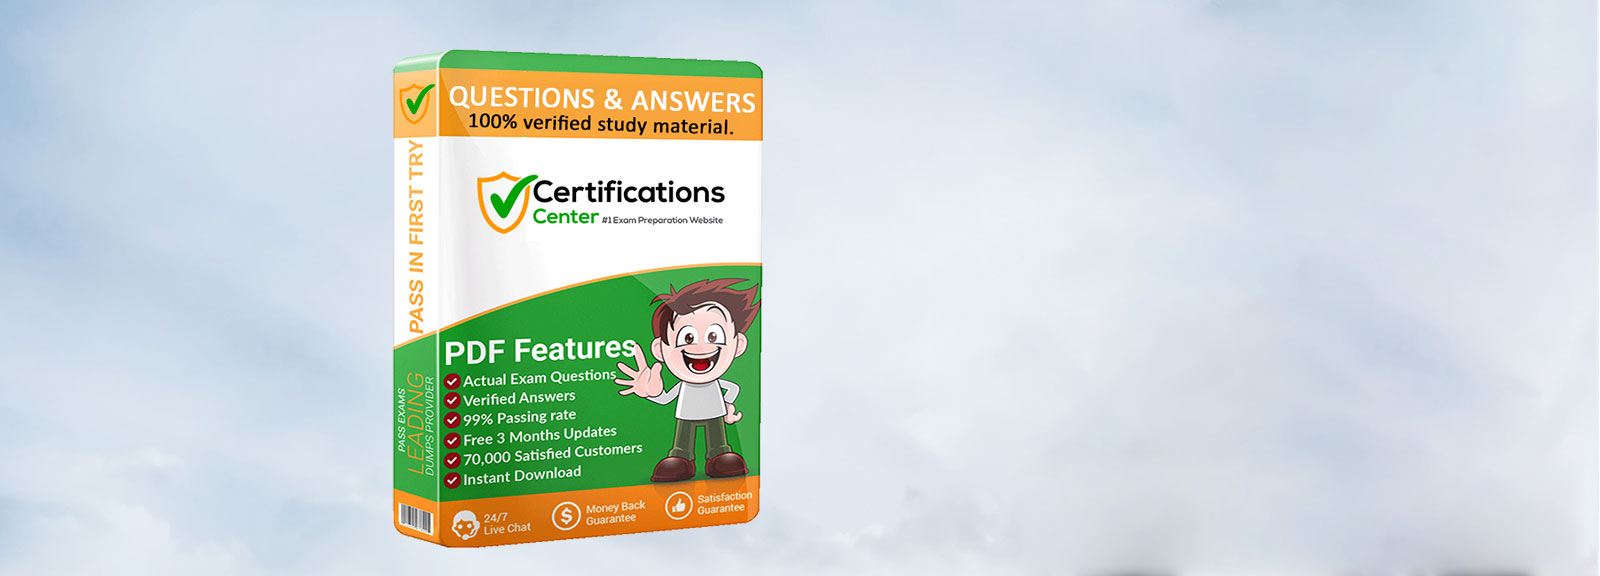 QUESTIONS & ANSWERS
100% verified study material.
Certifications
Center #1 Exam Preparation Website
PDF Features
Actual Exam Questions
Verified Answers
99% Passing rate
Free 3 Months Updates
70,000 Satisfied Customers
Instant Download
24/7
Live Chat
Money Back
Guarantee
Satisfaction
Guarantee
PASS IN FIRST TRY
PASS EXAMS
LEADING
DUMPS PROVIDER